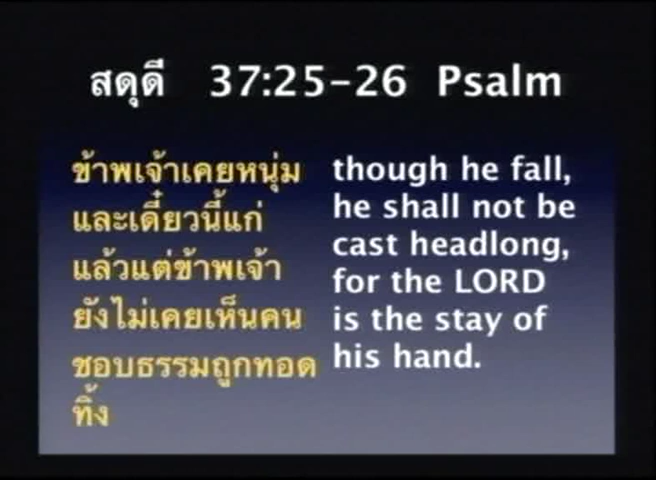 สดุดี 37:25-26 Psalm
ข้าพเจ้าเคยหนุ่ม
และเดี๋ยวนี้แก่
แล้วแต่ข้าพเจ้า
ยังไม่เคยเห็นคน
ชอบธรรมถูกทอด
ทิ้ง
though he fall,
he shall not be
cast headlong,
for the LORD
is the stay of
his hand.